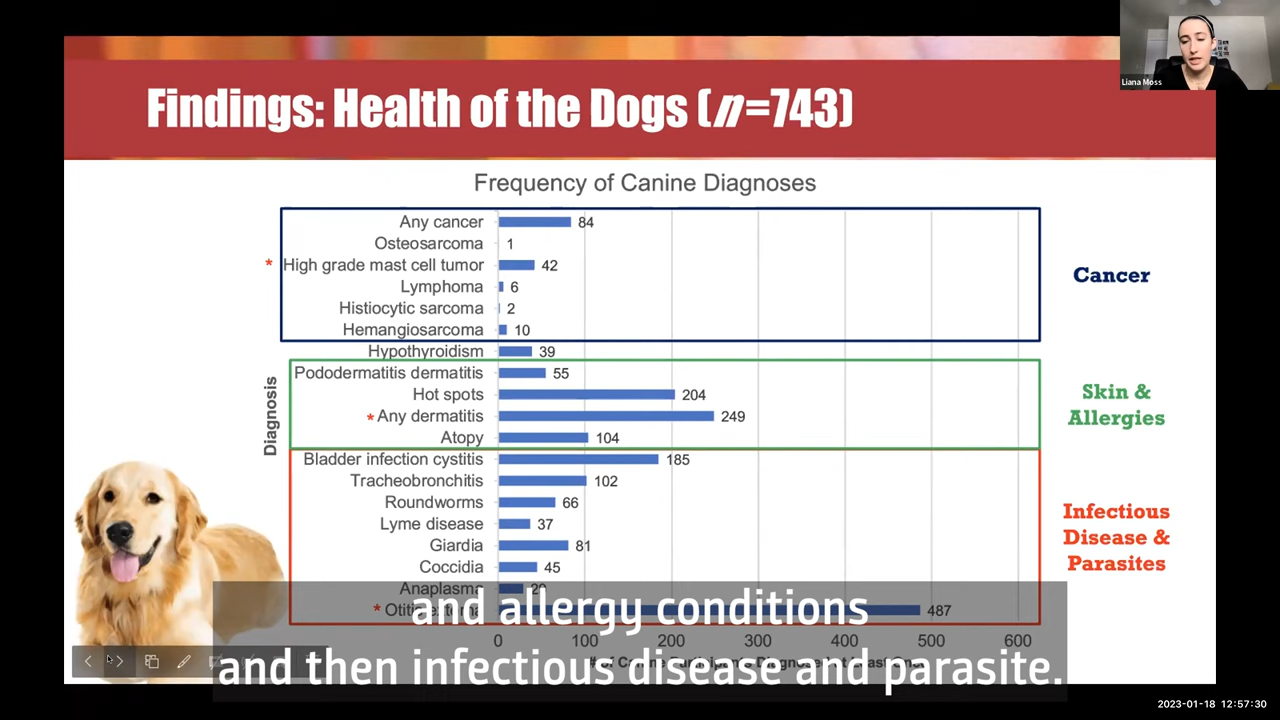 Liana Moss
Findings: Health of the Dogs (n=743)
Frequency of Canine Diagnoses
Any cancer 84
Osteosarcoma 1
* High grade mast cell tumor 42
Lymphoma 6
Histiocytic sarcoma 2
Hemangiosarcoma 10
Cancer
Hypothyroidism 39
Diagnosis
Pododermatitis dermatitis 55
Hot spots 204
* Any dermatitis 249
Atopy 104
Skin &
Allergies
Bladder infection cystitis 185
Tracheobronchitis 102
Roundworms 66
Lyme disease 37
Giardia 81
Coccidia 45
Anaplasma
* Otitis externa 487
Infectious
Disease &
Parasites
0 100 200 300 400 500 600
and allergy conditions
and then infectious disease and parasite.
2023-01-18 12:57:30